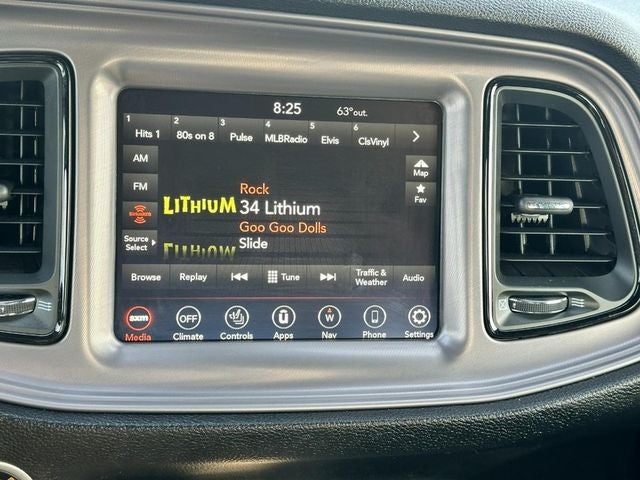 8:25 63°out.
1 2 3 4 5 6
Hits 1 80s on 8 Pulse MLBRadio Elvis ClsVinyl
AM
FM
SiriusXM
Source
Select
LITHIUM
Rock
34 Lithium
Goo Goo Dolls
Slide
Map
Fav
Browse Replay Tune Traffic &
Weather Audio
sxm OFF U W
Media Climate Controls Apps Nav Phone Settings